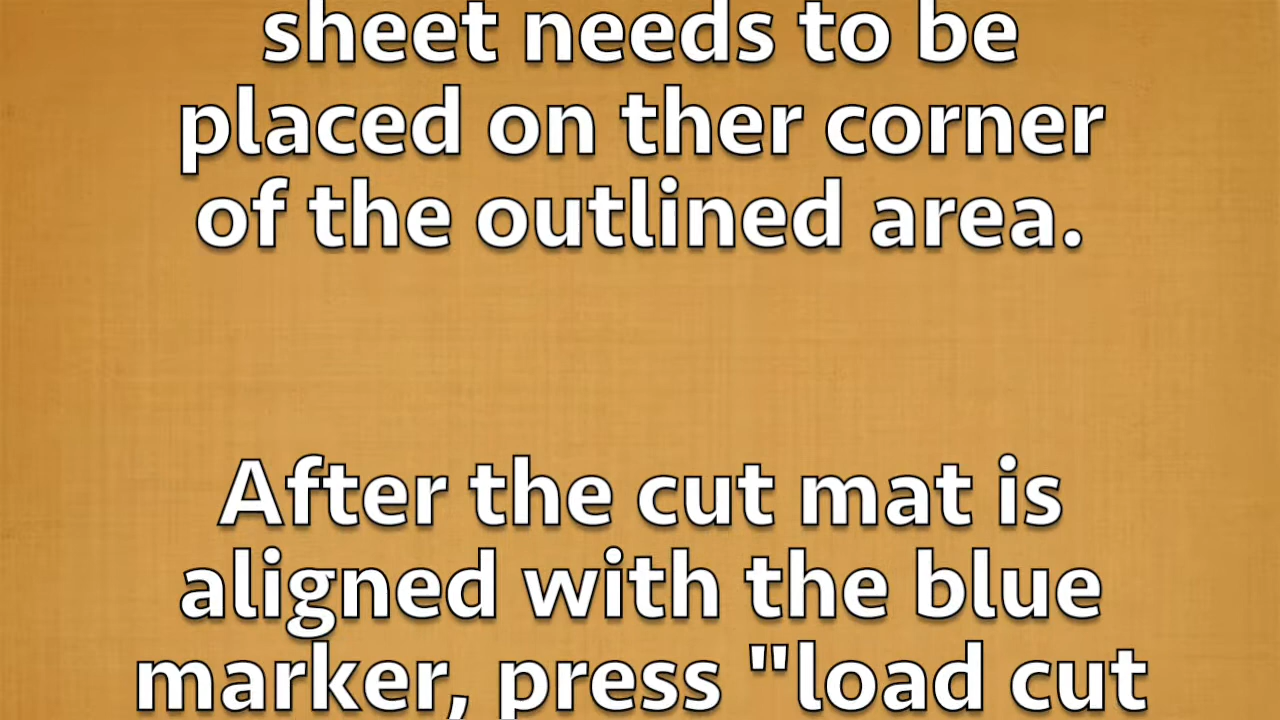 sheet needs to be
placed on ther corner
of the outlined area.
After the cut mat is
aligned with the blue
marker, press "load cut